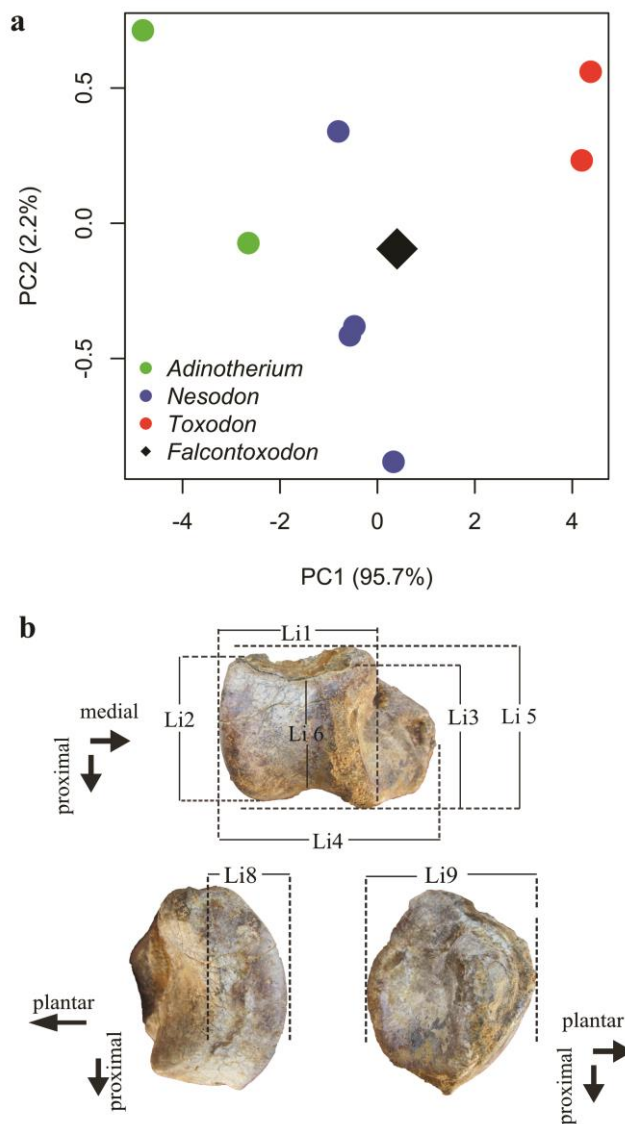 a
0.5
0.0
-0.5
PC2 (2.2%)
Adinotherium
Nesodon
Toxodon
Falcontoxodon
-4 -2 0 2 4
PC1 (95.7%)
b
Li1
medial
proximal
Li2
Li 6
Li3
Li 5
Li4
Li8
Li9
plantar
proximal
plantar
proximal